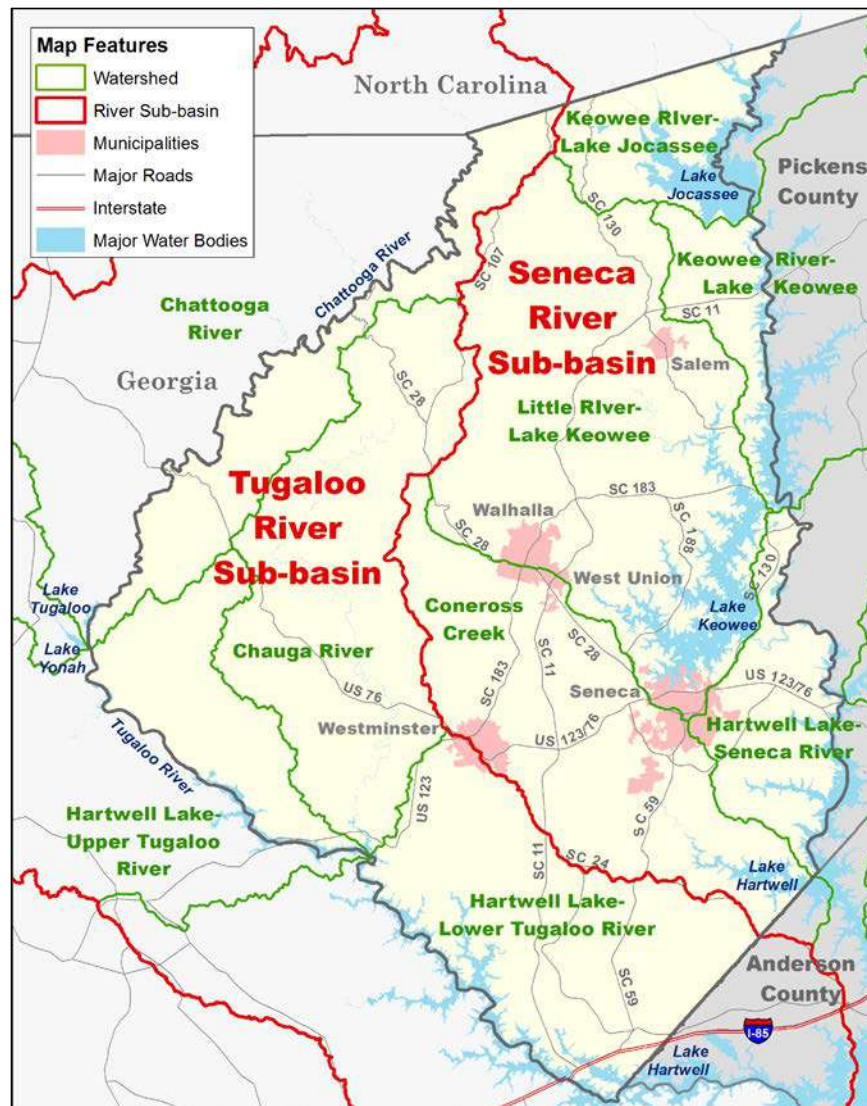 Map Features
Watershed
River Sub-basin
Municipalities
Major Roads
Interstate
Major Water Bodies
North Carolina
Keowee RIver-
Lake Jocassee
Lake
Jocassee
Pickens
County
SC 130
SC 107
Chattooga River
Chattooga
River
Georgia
Seneca
River
Sub-basin
Keowee River-
Lake Keowee
SC 11
Salem
SC 28
Little RIver-
Lake Keowee
Tugaloo
River
Sub-basin
Walhalla
SC 183
SC 188
SC 28
West Union
SC 130
Lake
Tugaloo
Lake
Yonah
Coneross
Creek
Lake
Keowee
Chauga River
SC 183
SC 11
SC 28
Seneca
US 123/76
US 76
Westminster
US 123/76
Hartwell Lake-
Seneca River
Tugaloo River
US 123
SC 59
Hartwell Lake-
Upper Tugaloo
River
SC 11
SC 24
Lake
Hartwell
Hartwell Lake-
Lower Tugaloo River
Anderson
County
SC 59
I-85
Lake
Hartwell